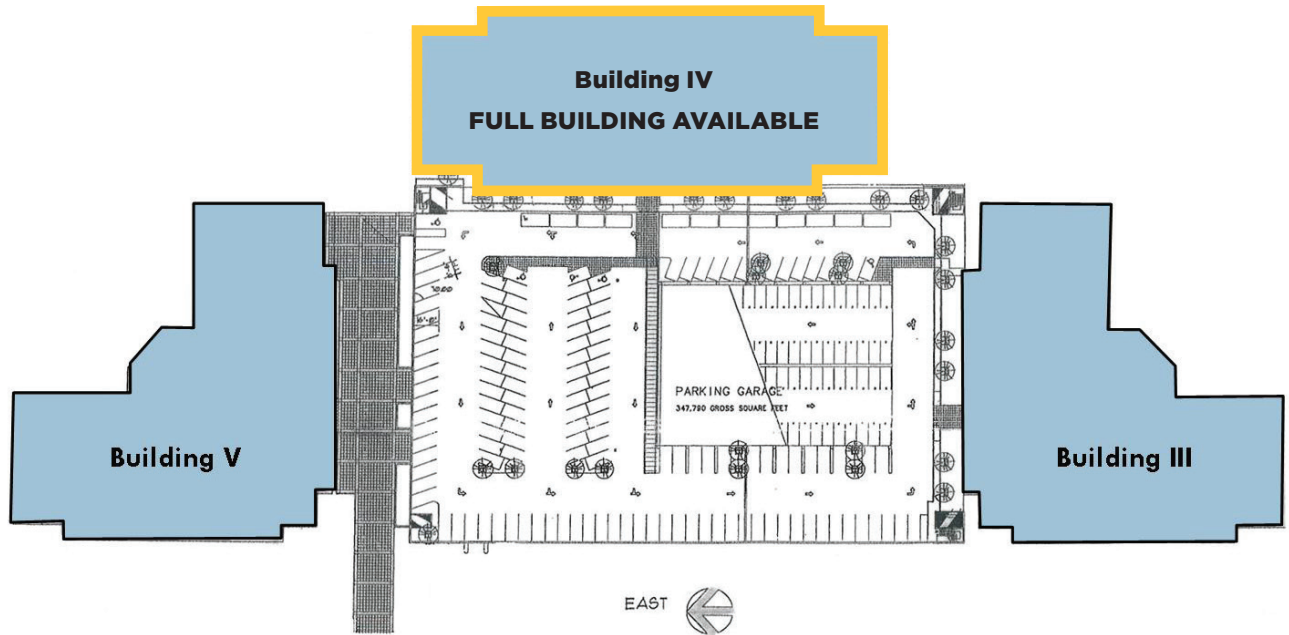 Building IV
FULL BUILDING AVAILABLE
PARKING GARAGE
347,790 GROSS SQUARE FEET
Building V
Building III
EAST